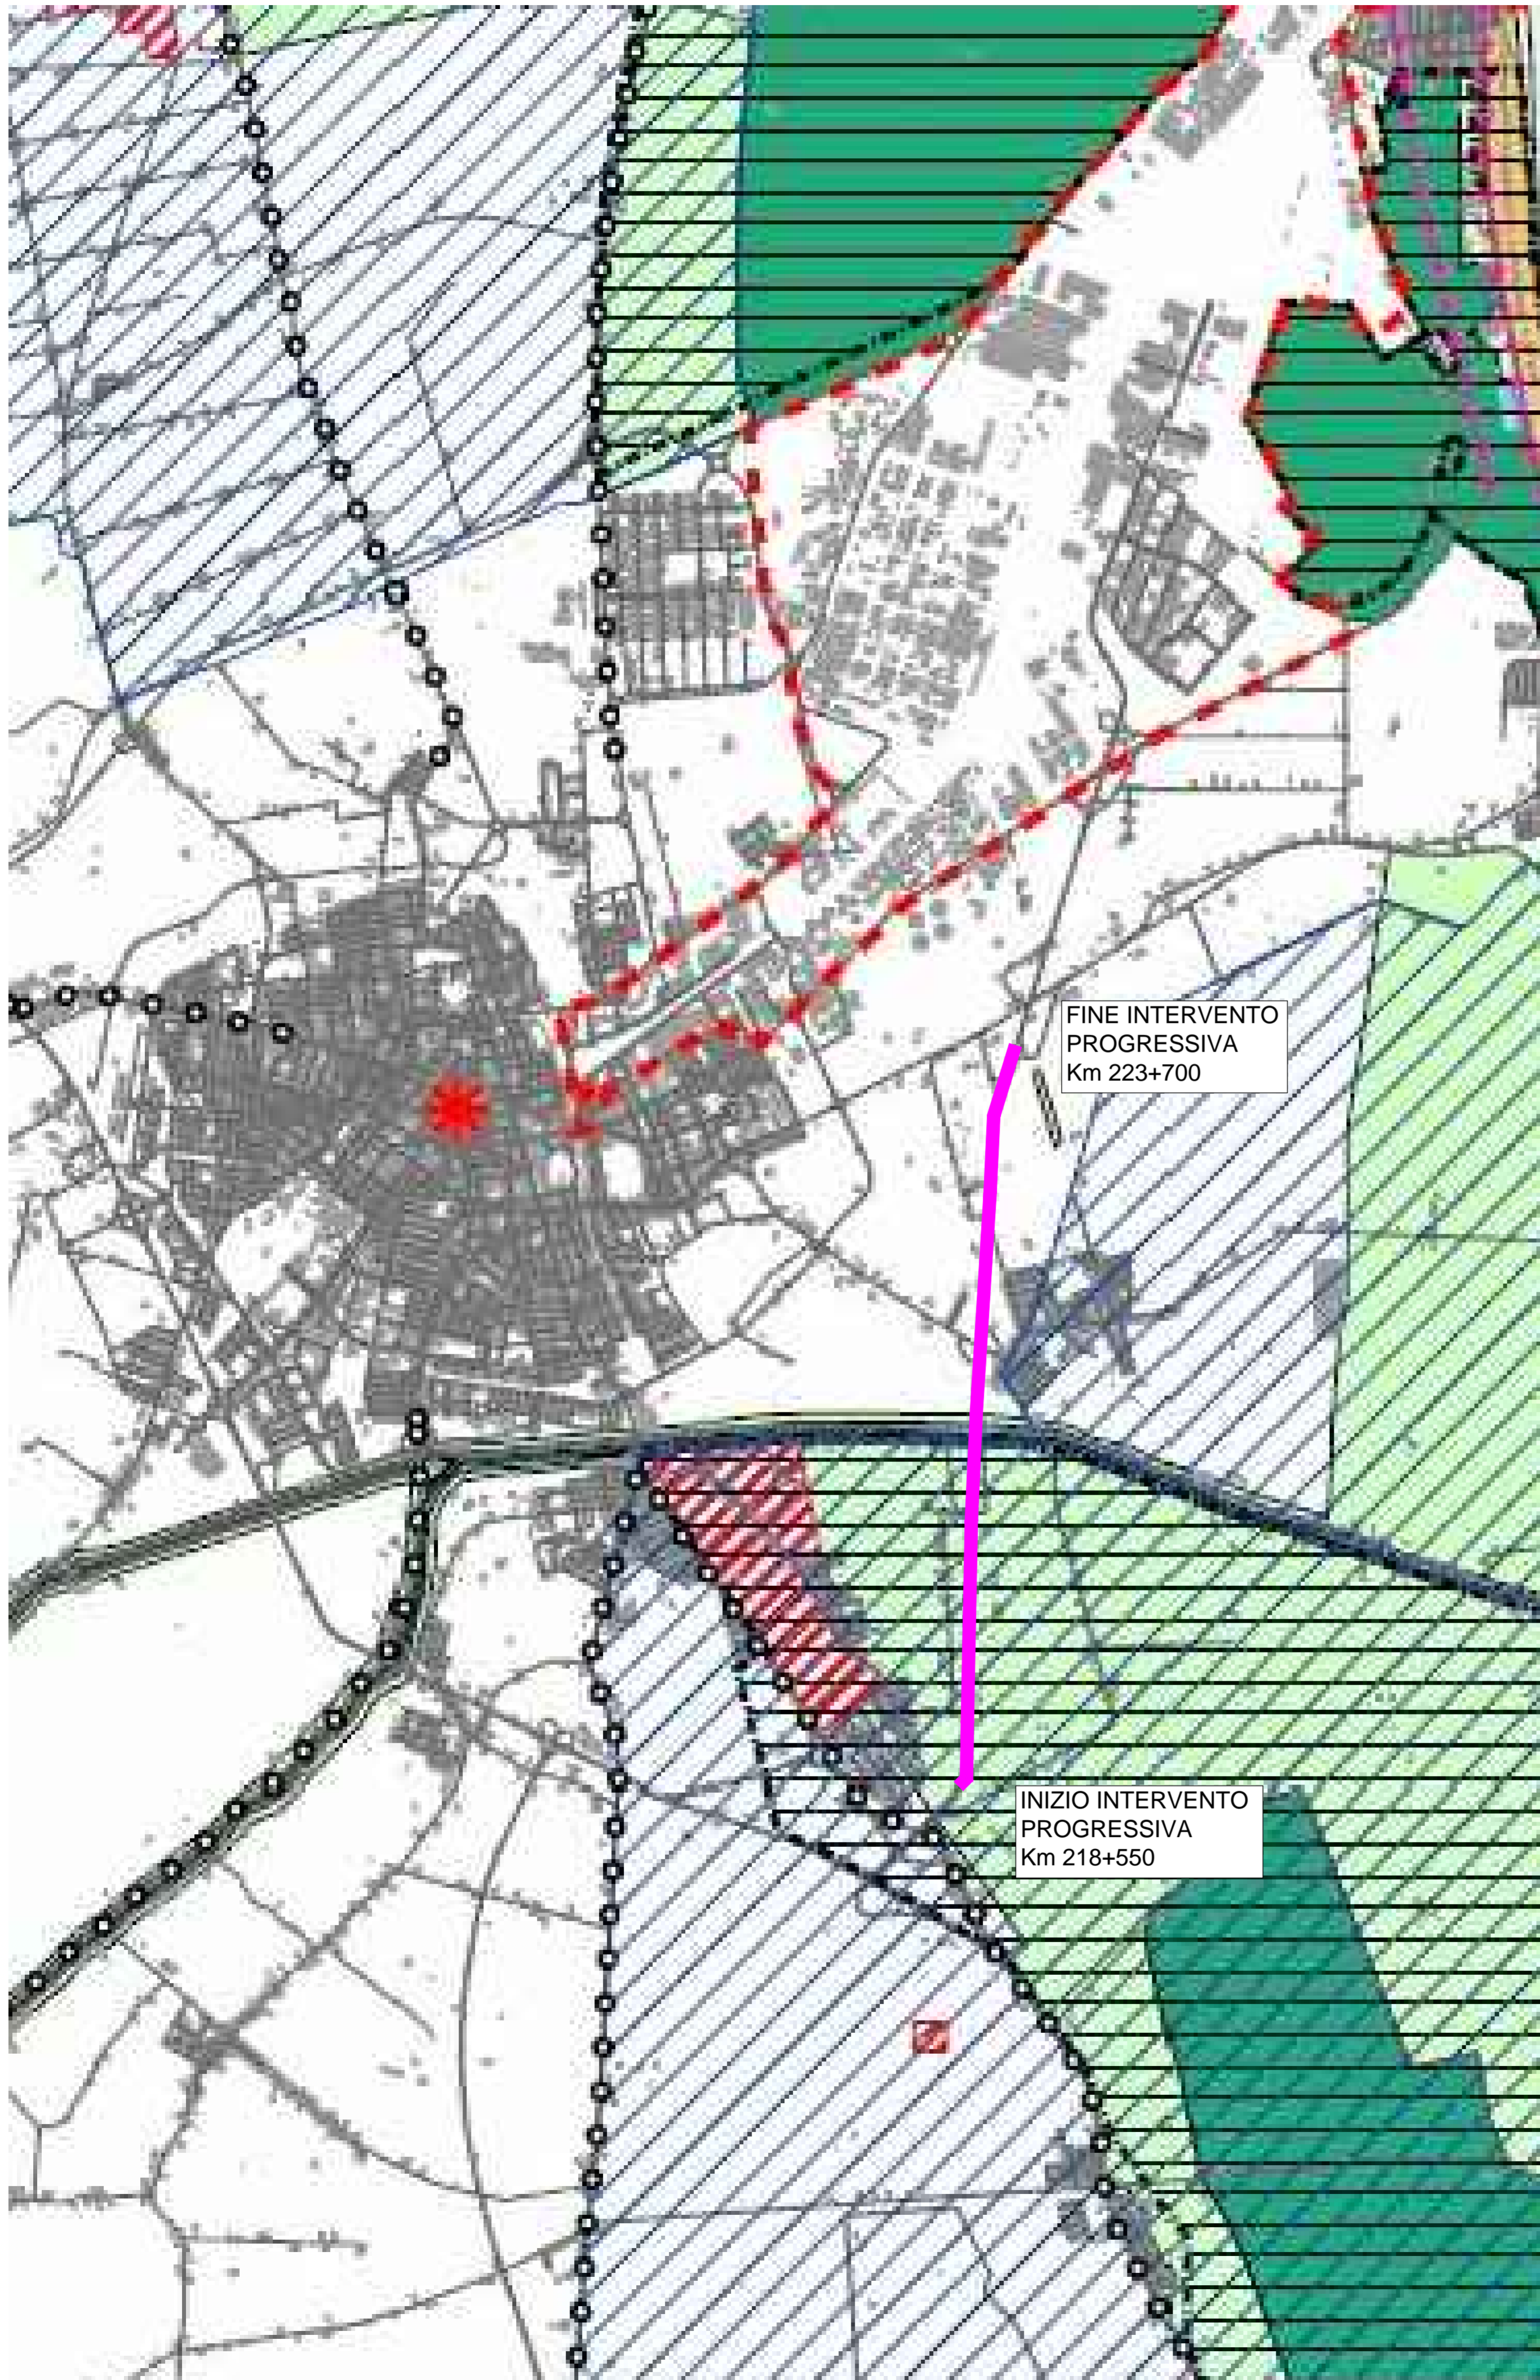 FINE INTERVENTO
PROGRESSIVA
Km 223+700
INIZIO INTERVENTO
PROGRESSIVA
Km 218+550